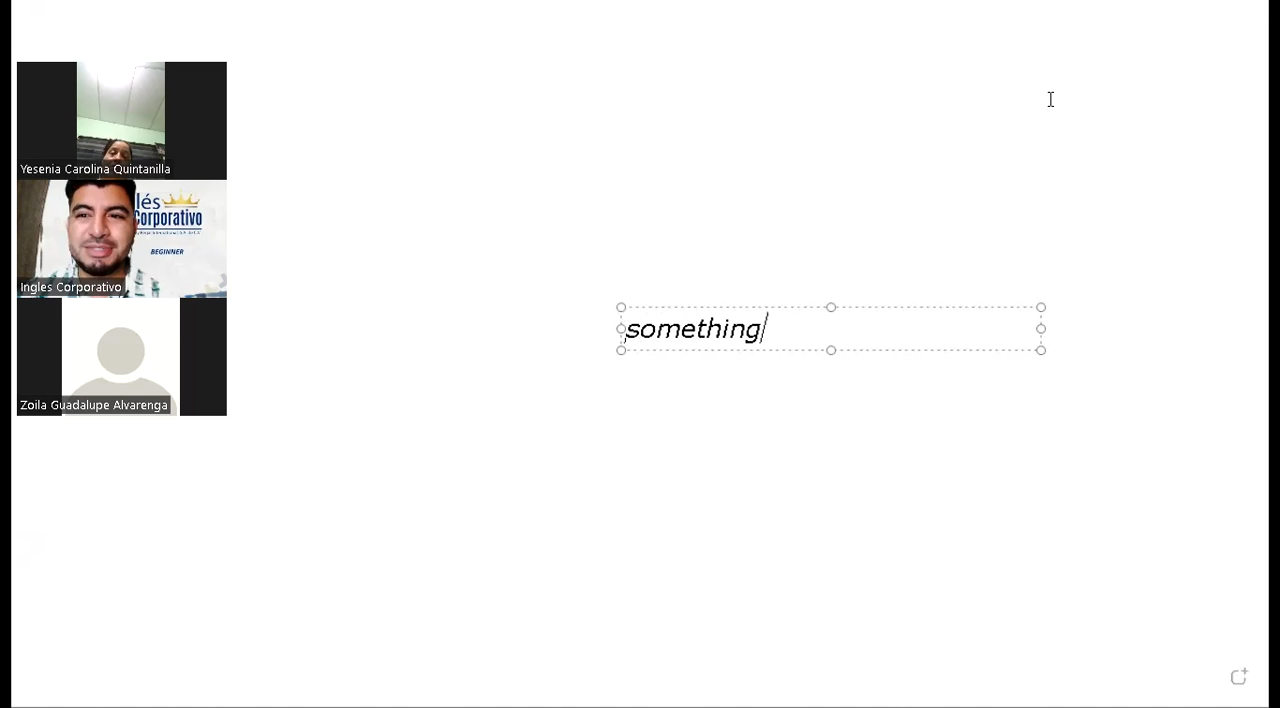 Yesenia Carolina Quintanilla
lés
Corporativo
BEGINNER
Ingles Corporativo
something
Zoila Guadalupe Alvarenga